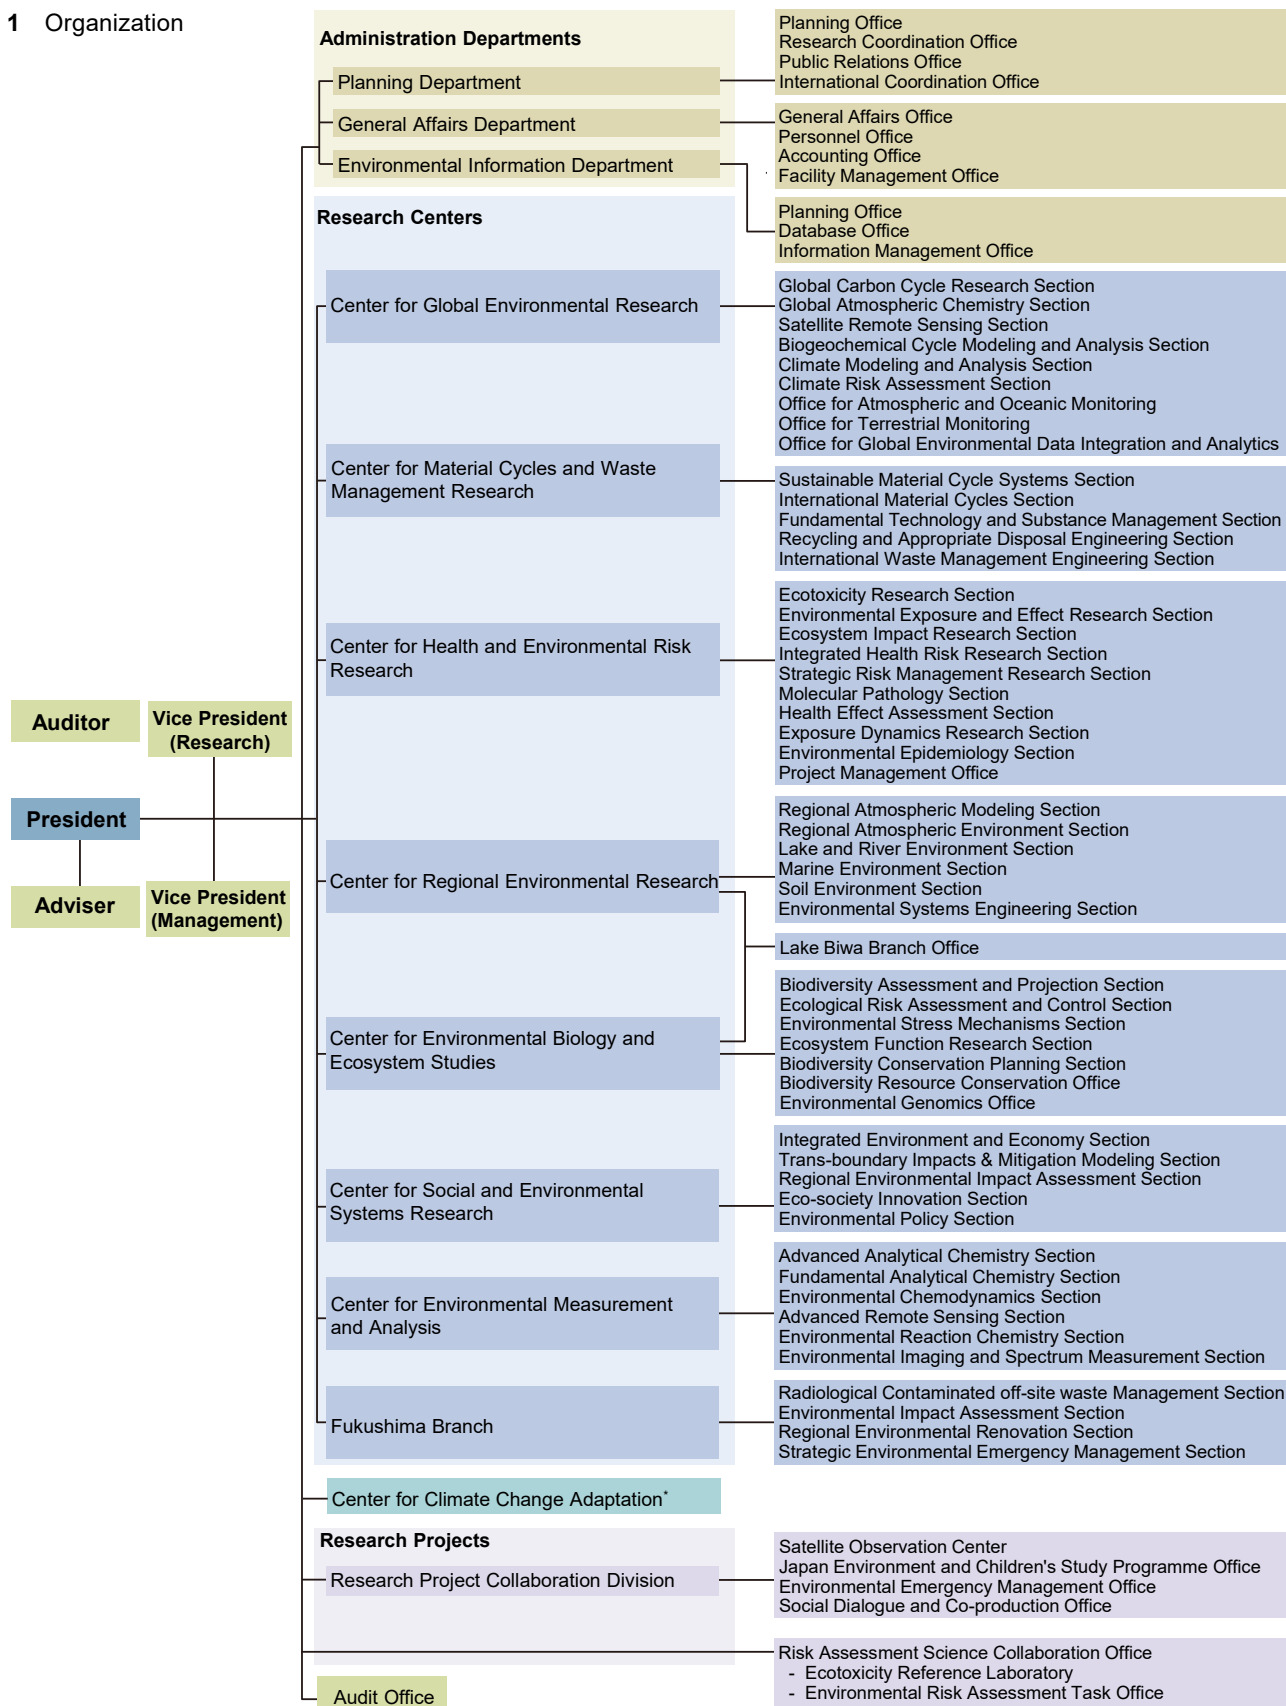 1 Organization
Administration Departments
Planning Department
General Affairs Department
Environmental Information Department
Planning Office
Research Coordination Office
Public Relations Office
International Coordination Office
General Affairs Office
Personnel Office
Accounting Office
Facility Management Office
Planning Office
Database Office
Information Management Office
Research Centers
Center for Global Environmental Research
Global Carbon Cycle Research Section
Global Atmospheric Chemistry Section
Satellite Remote Sensing Section
Biogeochemical Cycle Modeling and Analysis Section
Climate Modeling and Analysis Section
Climate Risk Assessment Section
Office for Atmospheric and Oceanic Monitoring
Office for Terrestrial Monitoring
Office for Global Environmental Data Integration and Analytics
Center for Material Cycles and Waste
Management Research
Sustainable Material Cycle Systems Section
International Material Cycles Section
Fundamental Technology and Substance Management Section
Recycling and Appropriate Disposal Engineering Section
International Waste Management Engineering Section
Center for Health and Environmental Risk
Research
Ecotoxicity Research Section
Environmental Exposure and Effect Research Section
Ecosystem Impact Research Section
Integrated Health Risk Research Section
Strategic Risk Management Research Section
Molecular Pathology Section
Health Effect Assessment Section
Exposure Dynamics Research Section
Environmental Epidemiology Section
Project Management Office
Auditor
Vice President
(Research)
President
Adviser
Vice President
(Management)
Center for Regional Environmental Research
Regional Atmospheric Modeling Section
Regional Atmospheric Environment Section
Lake and River Environment Section
Marine Environment Section
Soil Environment Section
Environmental Systems Engineering Section
Lake Biwa Branch Office
Center for Environmental Biology and
Ecosystem Studies
Biodiversity Assessment and Projection Section
Ecological Risk Assessment and Control Section
Environmental Stress Mechanisms Section
Ecosystem Function Research Section
Biodiversity Conservation Planning Section
Biodiversity Resource Conservation Office
Environmental Genomics Office
Center for Social and Environmental
Systems Research
Integrated Environment and Economy Section
Trans-boundary Impacts & Mitigation Modeling Section
Regional Environmental Impact Assessment Section
Eco-society Innovation Section
Environmental Policy Section
Center for Environmental Measurement
and Analysis
Advanced Analytical Chemistry Section
Fundamental Analytical Chemistry Section
Environmental Chemodynamics Section
Advanced Remote Sensing Section
Environmental Reaction Chemistry Section
Environmental Imaging and Spectrum Measurement Section
Fukushima Branch
Radiological Contaminated off-site waste Management Section
Environmental Impact Assessment Section
Regional Environmental Renovation Section
Strategic Environmental Emergency Management Section
Center for Climate Change Adaptation*
Research Projects
Research Project Collaboration Division
Satellite Observation Center
Japan Environment and Children's Study Programme Office
Environmental Emergency Management Office
Social Dialogue and Co-production Office
Risk Assessment Science Collaboration Office
- Ecotoxicity Reference Laboratory
- Environmental Risk Assessment Task Office
Audit Office